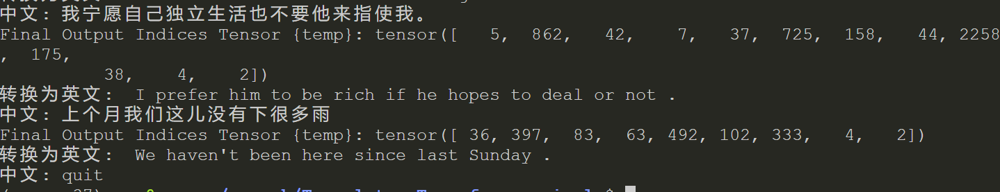 中文：我宁愿自己独立生活也不要他来指使我。
Final Output Indices Tensor {temp}: tensor([   5,  862,   42,    7,   37,  725,  158,   44, 2258
,  175,
          38,    4,    2])
转换为英文：  I prefer him to be rich if he hopes to deal or not .
中文：上个月我们这儿没有下很多雨
Final Output Indices Tensor {temp}: tensor([ 36, 397,  83,  63, 492, 102, 333,   4,   2])
转换为英文：  We haven't been here since last Sunday .
中文：quit